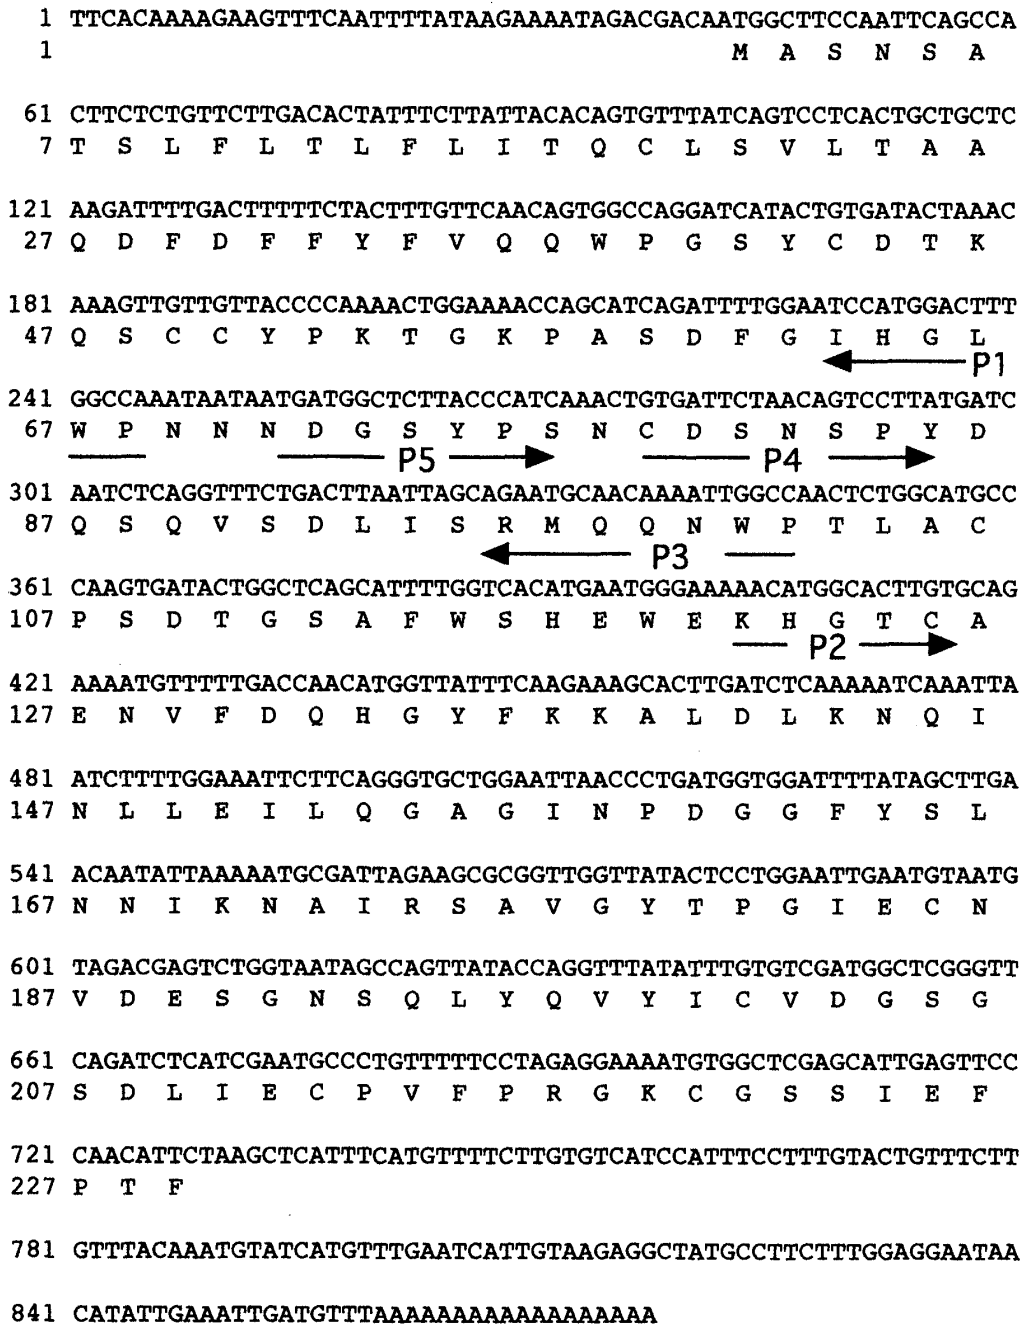 1 TTCACAAAAGAAGTTTCAATTTTATAAGAAAATAGACGACAATGGCTTCCAATTCAGCCA
1 M A S N S A
61 CTTCTCTGTTCTTGACACTATTTCTTATTACACAGTGTTTATCAGTCCTCACTGCTGCTC
7 T S L F L T L F L I T Q C L S V L T A A
121 AAGATTTTGACTTTTTCTACTTTGTTCAACAGTGGCCAGGATCATACTGTGATACTAAAC
27 Q D F D F F Y F V Q Q W P G S Y C D T K
181 AAAGTTGTTGTTACCCCAAAACTGGAAAACCAGCATCAGATTTTGGAATCCATGGACTTT
47 Q S C C Y P K T G K P A S D F G I H G L
P1
241 GGCCAAATAATAATGATGGCTCTTACCCATCAAACTGTGATTCTAACAGTCCTTATGATC
67 W P N N N D G S Y P S N C D S N S P Y D
P5 P4
301 AATCTCAGGTTTCTGACTTAATTAGCAGAATGCAACAAAATTGGCCAACTCTGGCATGCC
87 Q S Q V S D L I S R M Q Q N W P T L A C
P3
361 CAAGTGATACTGGCTCAGCATTTTGGTCACATGAATGGGAAAAACATGGCACTTGTGCAG
107 P S D T G S A F W S H E W E K H G T C A
P2
421 AAAATGTTTTTGACCAACATGGTTATTTCAAGAAAGCACTTGATCTCAAAAATCAAATTA
127 E N V F D Q H G Y F K K A L D L K N Q I
481 ATCTTTTGGAAATTCTTCAGGGTGCTGGAATTAACCCTGATGGTGGATTTTATAGCTTGA
147 N L L E I L Q G A G I N P D G G F Y S L
541 ACAATATTAAAAATGCGATTAGAAGCGCGGTTGGTTATACTCCTGGAATTGAATGTAATG
167 N N I K N A I R S A V G Y T P G I E C N
601 TAGACGAGTCTGGTAATAGCCAGTTATACCAGGTTTATATTTGTGTCGATGGCTCGGGTT
187 V D E S G N S Q L Y Q V Y I C V D G S G
661 CAGATCTCATCGAATGCCCTGTTTTTCCTAGAGGAAAATGTGGCTCGAGCATTGAGTTCC
207 S D L I E C P V F P R G K C G S S I E F
721 CAACATTCTAAGCTCATTTCATGTTTTCTTGTGTCATCCATTTCCTTTGTACTGTTTCTT
227 P T F
781 GTTTACAAATGTATCATGTTTGAATCATTGTAAGAGGCTATGCCTTCTTTGGAGGAATAA
841 CATATTGAAATTGATGTTTAAAAAAAAAAAAAAAAAA